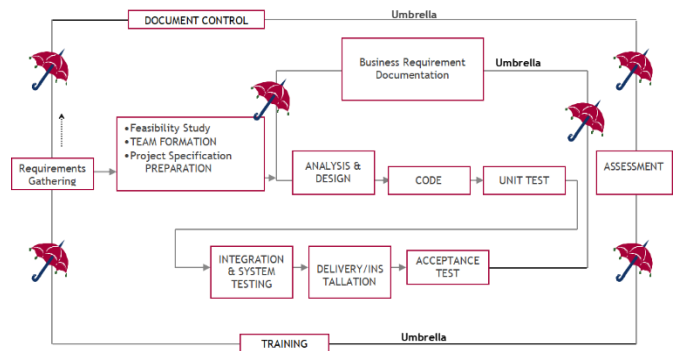 DOCUMENT CONTROL
Umbrella
Business Requirement
Documentation
Umbrella
•Feasibility Study
•TEAM FORMATION
•Project Specification
PREPARATION
Requirements
Gathering
ANALYSIS &
DESIGN
CODE
UNIT TEST
ASSESSMENT
INTEGRATION
& SYSTEM
TESTING
DELIVERY/INS
TALLATION
ACCEPTANCE
TEST
TRAINING
Umbrella